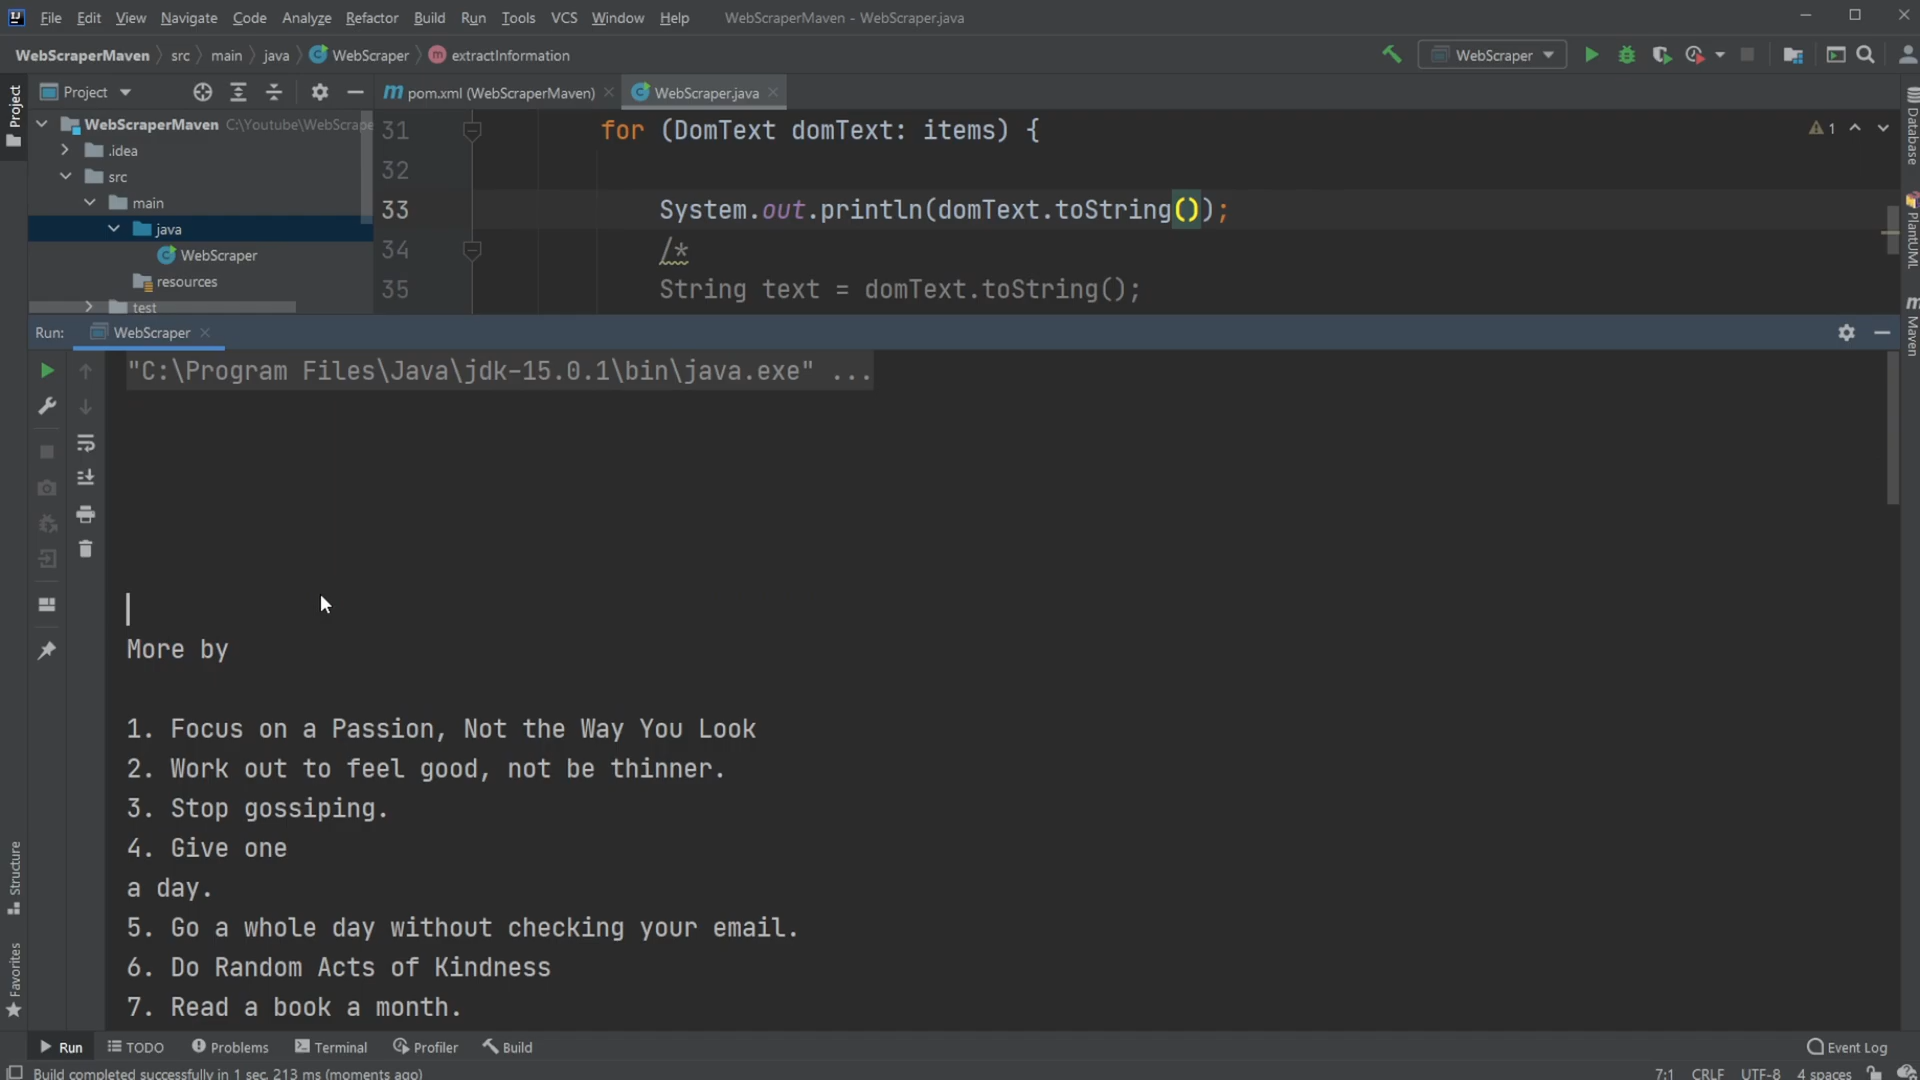 File Edit View Navigate Code Analyze Refactor Build Run Tools VCS Window Help WebScraperMaven - WebScraper.java
WebScraperMaven src main java WebScraper extractInformation WebScraper
Project pom.xml (WebScraperMaven) WebScraper.java
Project
WebScraperMaven C:\Youtube\WebScrape
.idea
src
main
java
WebScraper
resources
test
31 for (DomText domText: items) {
32
33 System.out.println(domText.toString());
34 /*
35 String text = domText.toString();
1
Database
PlantUML
Maven
Run: WebScraper
"C:\Program Files\Java\jdk-15.0.1\bin\java.exe" ...
More by
1. Focus on a Passion, Not the Way You Look
2. Work out to feel good, not be thinner.
3. Stop gossiping.
4. Give one
a day.
5. Go a whole day without checking your email.
6. Do Random Acts of Kindness
7. Read a book a month.
Structure
Favorites
Run TODO Problems Terminal Profiler Build Event Log
Build completed successfully in 1 sec, 213 ms (moments ago) 7:1 CRLF UTF-8 4 spaces